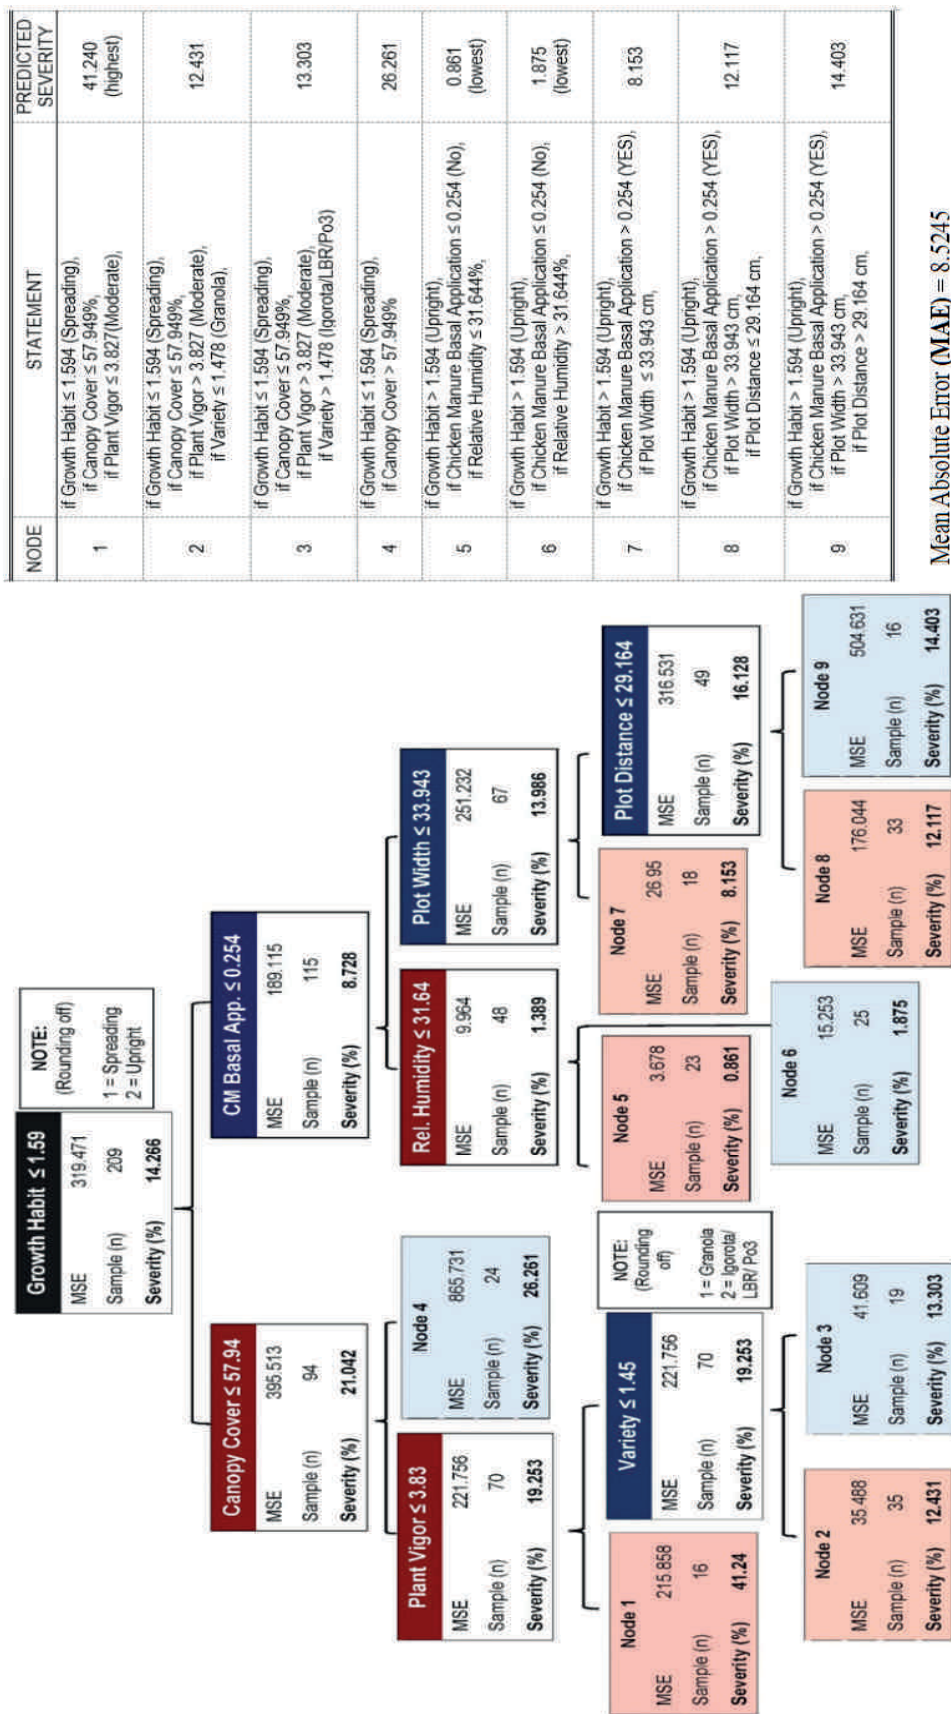 Growth Habit ≤ 1.59
MSE 319.471
Sample (n) 209
Severity (%) 14.266
NOTE:
(Rounding off)
1 = Spreading
2 = Upright
Canopy Cover ≤ 57.94
MSE 395.513
Sample (n) 94
Severity (%) 21.042
CM Basal App. ≤ 0.254
MSE 189.115
Sample (n) 115
Severity (%) 8.728
Plant Vigor ≤ 3.83
MSE 221.756
Sample (n) 70
Severity (%) 19.253
Node 4
MSE 865.731
Sample (n) 24
Severity (%) 26.261
Rel. Humidity ≤ 31.64
MSE 9.964
Sample (n) 48
Severity (%) 1.389
Plot Width ≤ 33.943
MSE 251.232
Sample (n) 67
Severity (%) 13.986
Node 1
MSE 215.858
Sample (n) 16
Severity (%) 41.24
Variety ≤ 1.45
MSE 221.756
Sample (n) 70
Severity (%) 19.253
NOTE:
(Rounding
off)
1 = Granola
2 = Igorota/
LBR/ Po3
Node 5
MSE 3.678
Sample (n) 23
Severity (%) 0.861
Node 7
MSE 26.95
Sample (n) 18
Severity (%) 8.153
Plot Distance ≤ 29.164
MSE 316.531
Sample (n) 49
Severity (%) 16.128
Node 2
MSE 35.488
Sample (n) 35
Severity (%) 12.431
Node 3
MSE 41.609
Sample (n) 19
Severity (%) 13.303
Node 6
MSE 15.253
Sample (n) 25
Severity (%) 1.875
Node 8
MSE 176.044
Sample (n) 33
Severity (%) 12.117
Node 9
MSE 504.631
Sample (n) 16
Severity (%) 14.403
NODE STATEMENT PREDICTED
SEVERITY
1
if Growth Habit ≤ 1.594 (Spreading),
if Canopy Cover ≤ 57.949%,
if Plant Vigor ≤ 3.827(Moderate),
41.240
(highest)
2
if Growth Habit ≤ 1.594 (Spreading),
if Canopy Cover ≤ 57.949%,
if Plant Vigor > 3.827 (Moderate),
if Variety ≤ 1.478 (Granola),
12.431
3
if Growth Habit ≤ 1.594 (Spreading),
if Canopy Cover ≤ 57.949%,
if Plant Vigor > 3.827 (Moderate),
if Variety > 1.478 (Igorota/LBR/Po3)
13.303
4
if Growth Habit ≤ 1.594 (Spreading),
if Canopy Cover > 57.949%
26.261
5
if Growth Habit > 1.594 (Upright),
if Chicken Manure Basal Application ≤ 0.254 (No),
if Relative Humidity ≤ 31.644%,
0.861
(lowest)
6
if Growth Habit > 1.594 (Upright),
if Chicken Manure Basal Application ≤ 0.254 (No),
if Relative Humidity > 31.644%,
1.875
(lowest)
7
if Growth Habit > 1.594 (Upright),
if Chicken Manure Basal Application > 0.254 (YES),
if Plot Width ≤ 33.943 cm,
8.153
8
if Growth Habit > 1.594 (Upright),
if Chicken Manure Basal Application > 0.254 (YES),
if Plot Width > 33.943 cm,
if Plot Distance ≤ 29.164 cm,
12.117
9
if Growth Habit > 1.594 (Upright),
if Chicken Manure Basal Application > 0.254 (YES),
if Plot Width > 33.943 cm,
if Plot Distance > 29.164 cm,
14.403
Mean Absolute Error (MAE) = 8.5245